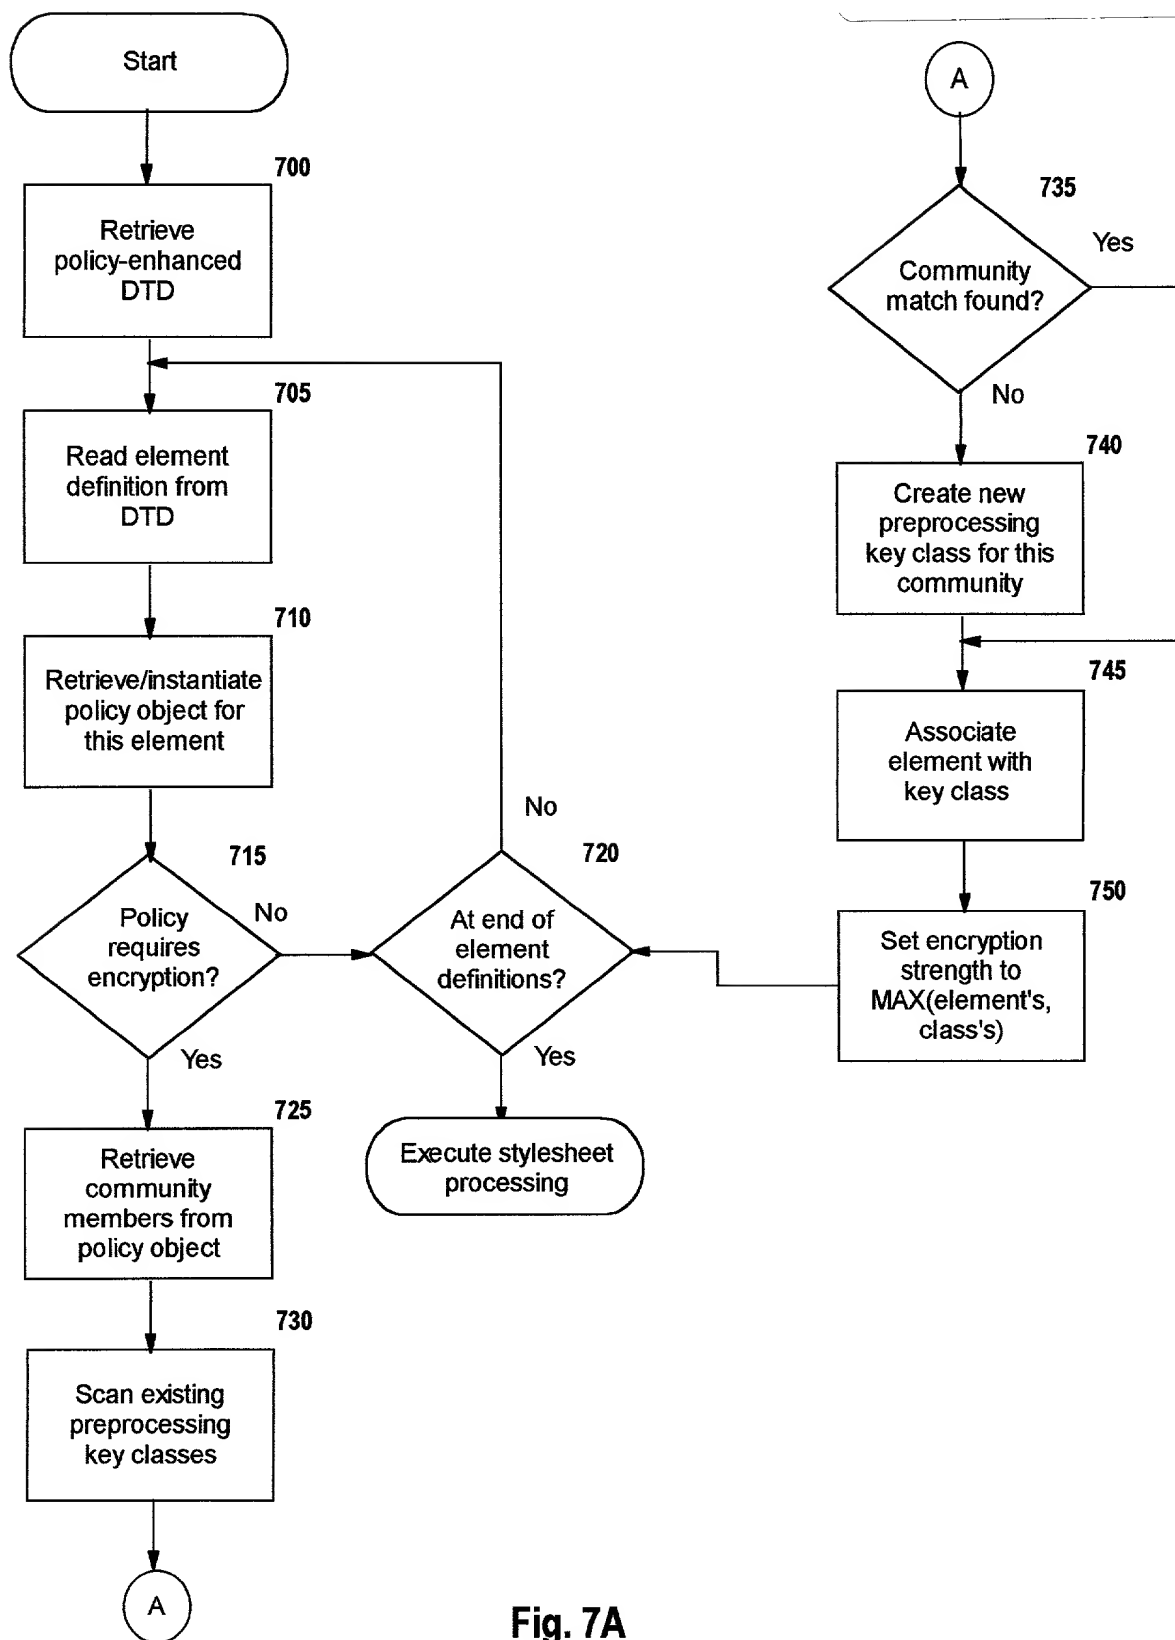 Start
700
Retrieve
policy-enhanced
DTD
705
Read element
definition from
DTD
710
Retrieve/instantiate
policy object for
this element
715
Policy
requires
encryption?
No
Yes
720
At end of
element
definitions?
No
Yes
Execute stylesheet
processing
725
Retrieve
community
members from
policy object
730
Scan existing
preprocessing
key classes
A
A
735
Community
match found?
Yes
No
740
Create new
preprocessing
key class for this
community
745
Associate
element with
key class
750
Set encryption
strength to
MAX(element's,
class's)
Fig. 7A